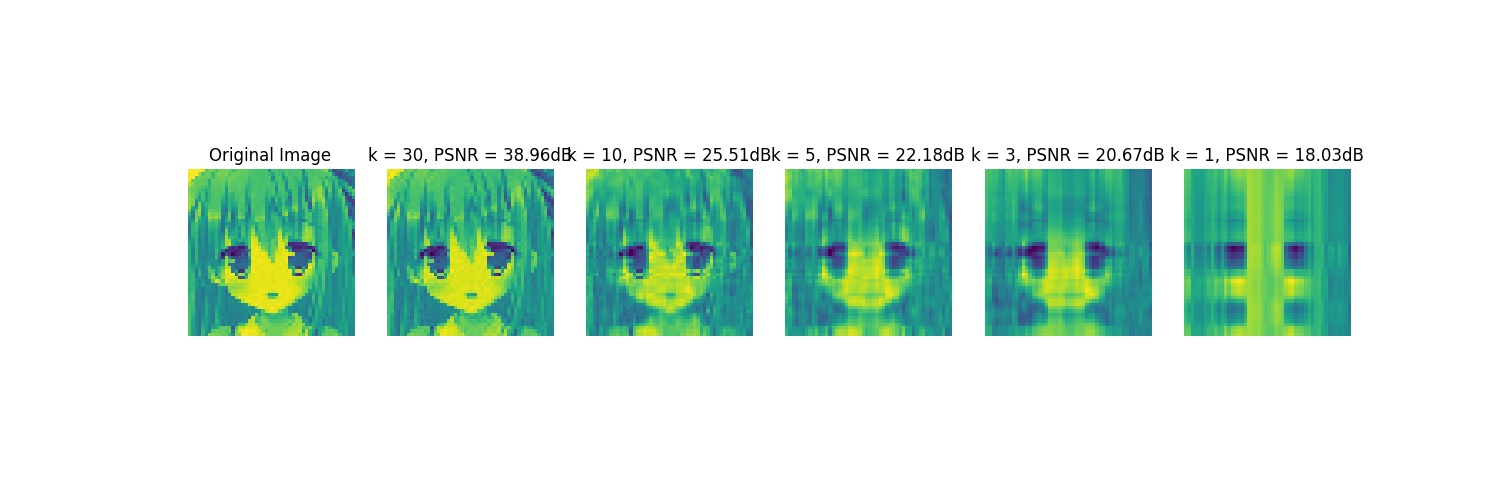 Original Image
k = 30, PSNR = 38.96dB
k = 10, PSNR = 25.51dB
k = 5, PSNR = 22.18dB
k = 3, PSNR = 20.67dB
k = 1, PSNR = 18.03dB